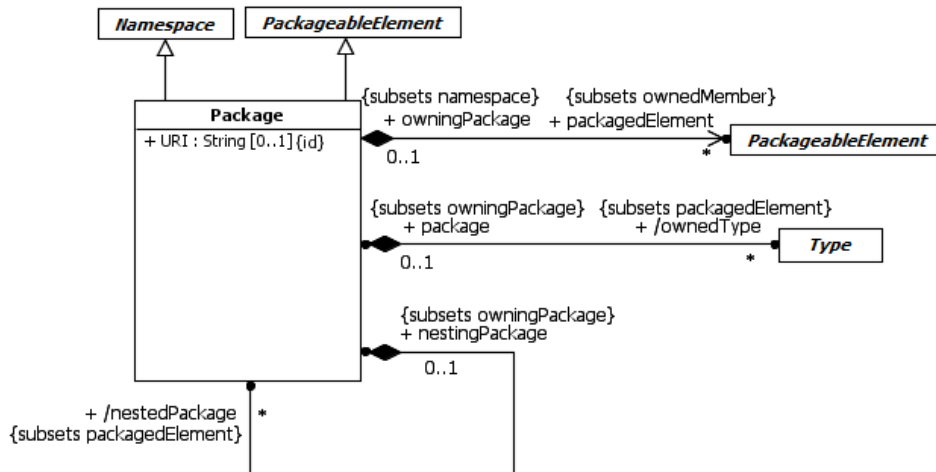 Namespace
PackageableElement
Package
+ URI : String [0..1] {id}
{subsets namespace}
+ owningPackage
0..1
{subsets ownedMember}
+ packagedElement
*
PackageableElement
{subsets owningPackage}
+ package
0..1
{subsets packagedElement}
+ /ownedType
*
Type
{subsets owningPackage}
+ nestingPackage
0..1
+ /nestedPackage
*
{subsets packagedElement}